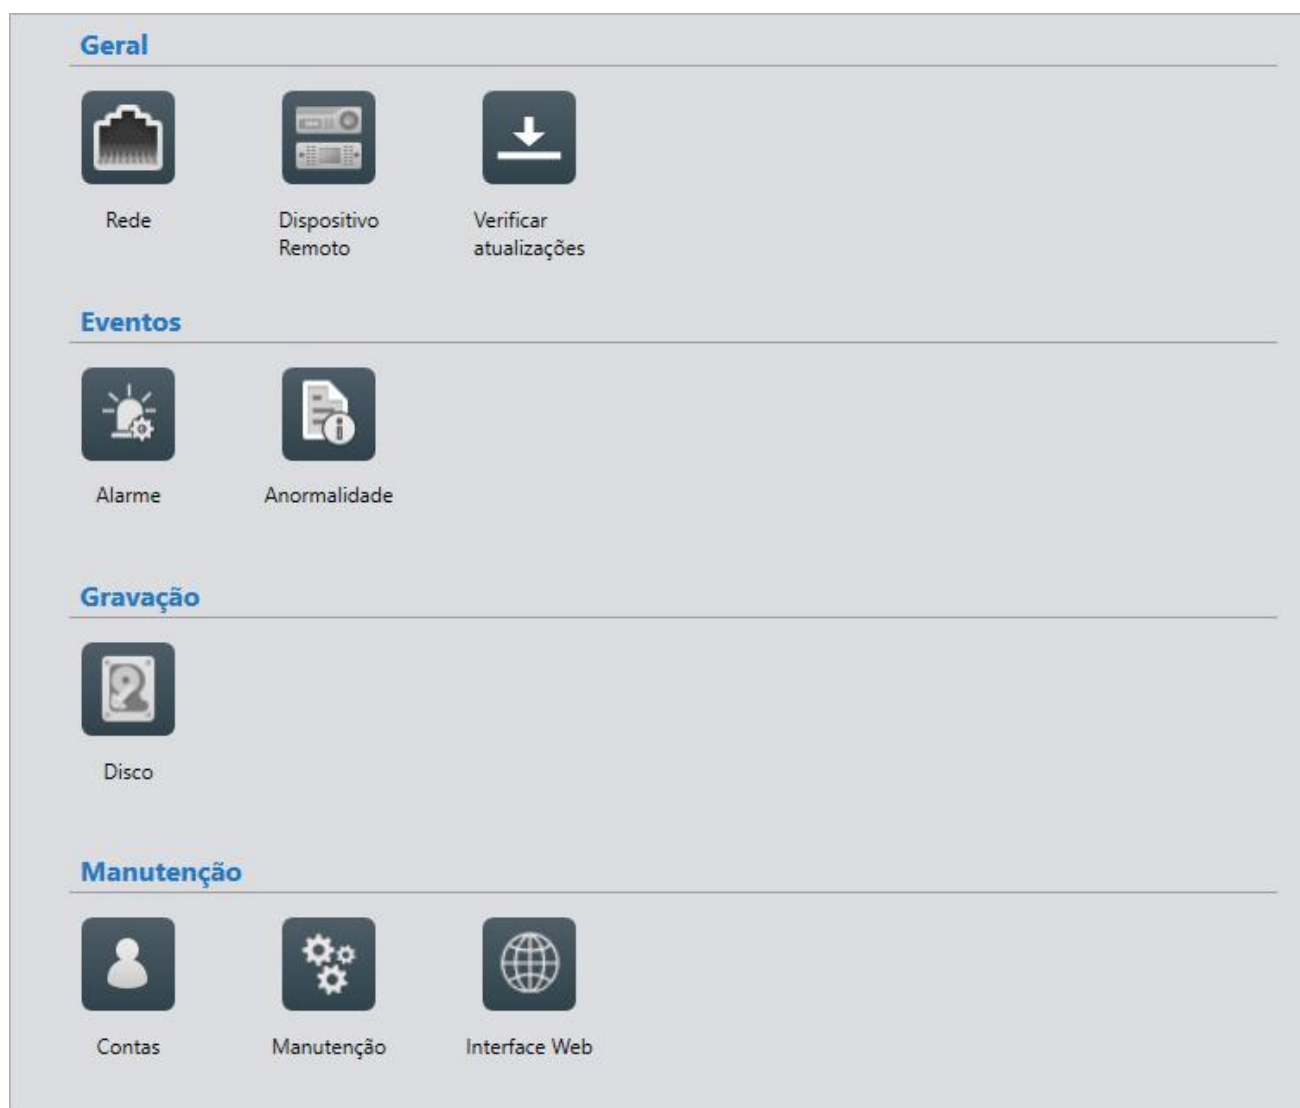 Geral
Rede
Dispositivo
Remoto
Verificar
atualizações
Eventos
Alarme
Anormalidade
Gravação
Disco
Manutenção
Contas
Manutenção
Interface Web